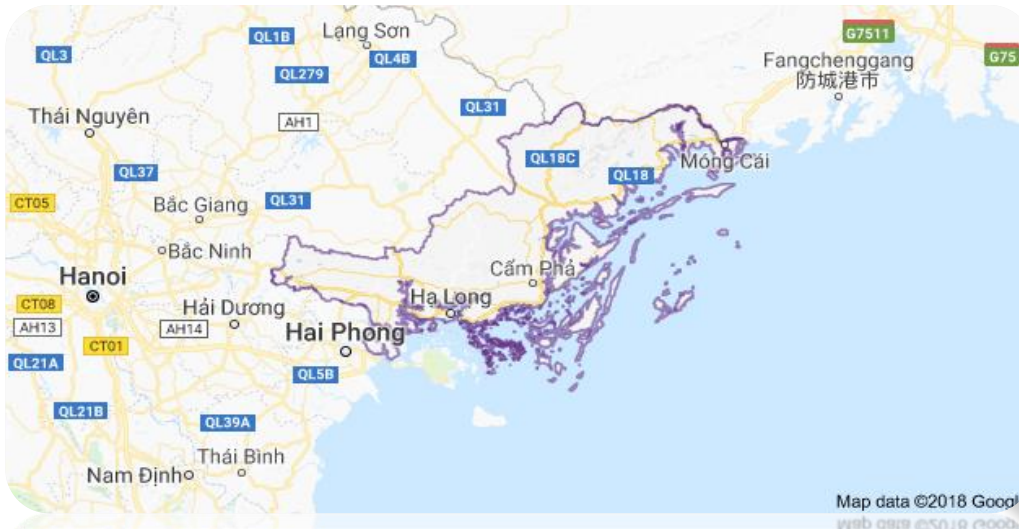 Lạng Sơn
QL1B
QL3
QL4B
QL279
G7511
G75
Fangchenggang
防城港市
QL31
Thái Nguyên
AH1
QL18C
Móng Cái
QL37
QL18
CT05
Bắc Giang
QL31
Bắc Ninh
Cẩm Phả
Hanoi
Hạ Long
CT08
Hải Dương
AH13
AH14
Hai Phong
CT01
QL21A
QL5B
QL21B
QL39A
Thái Bình
Nam Định
Map data ©2018 Googl